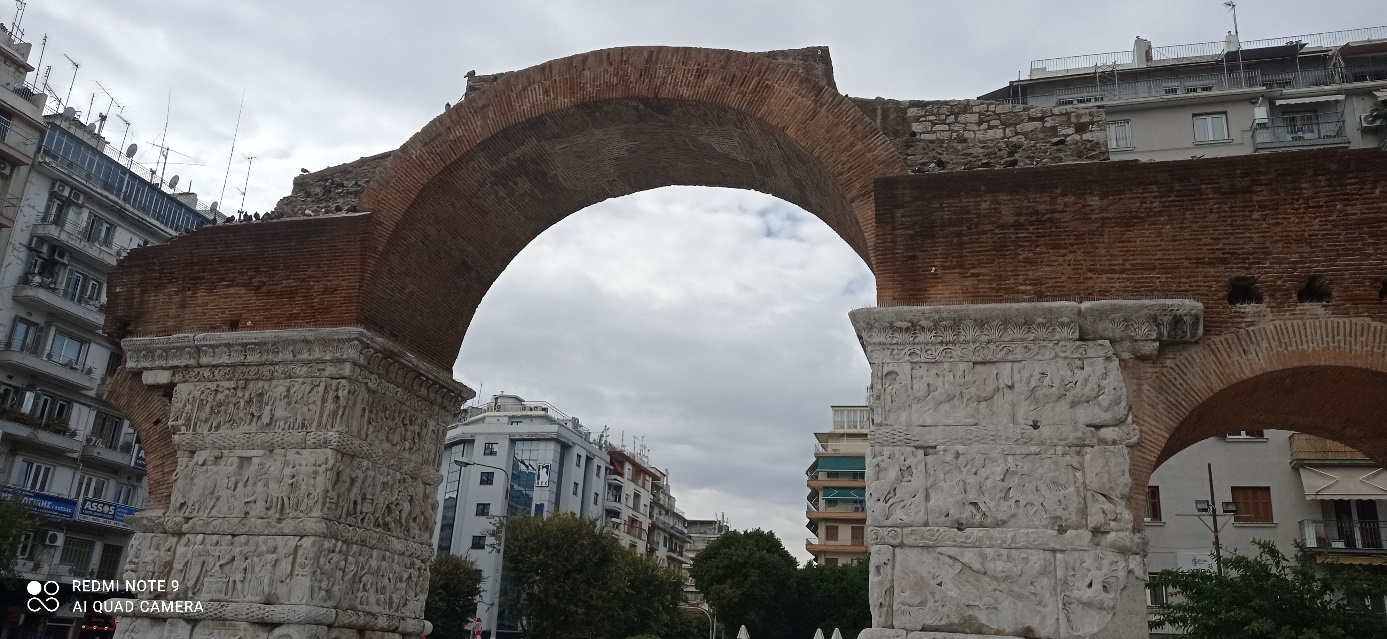 ASSOS
REDMI NOTE 9
AI QUAD CAMERA